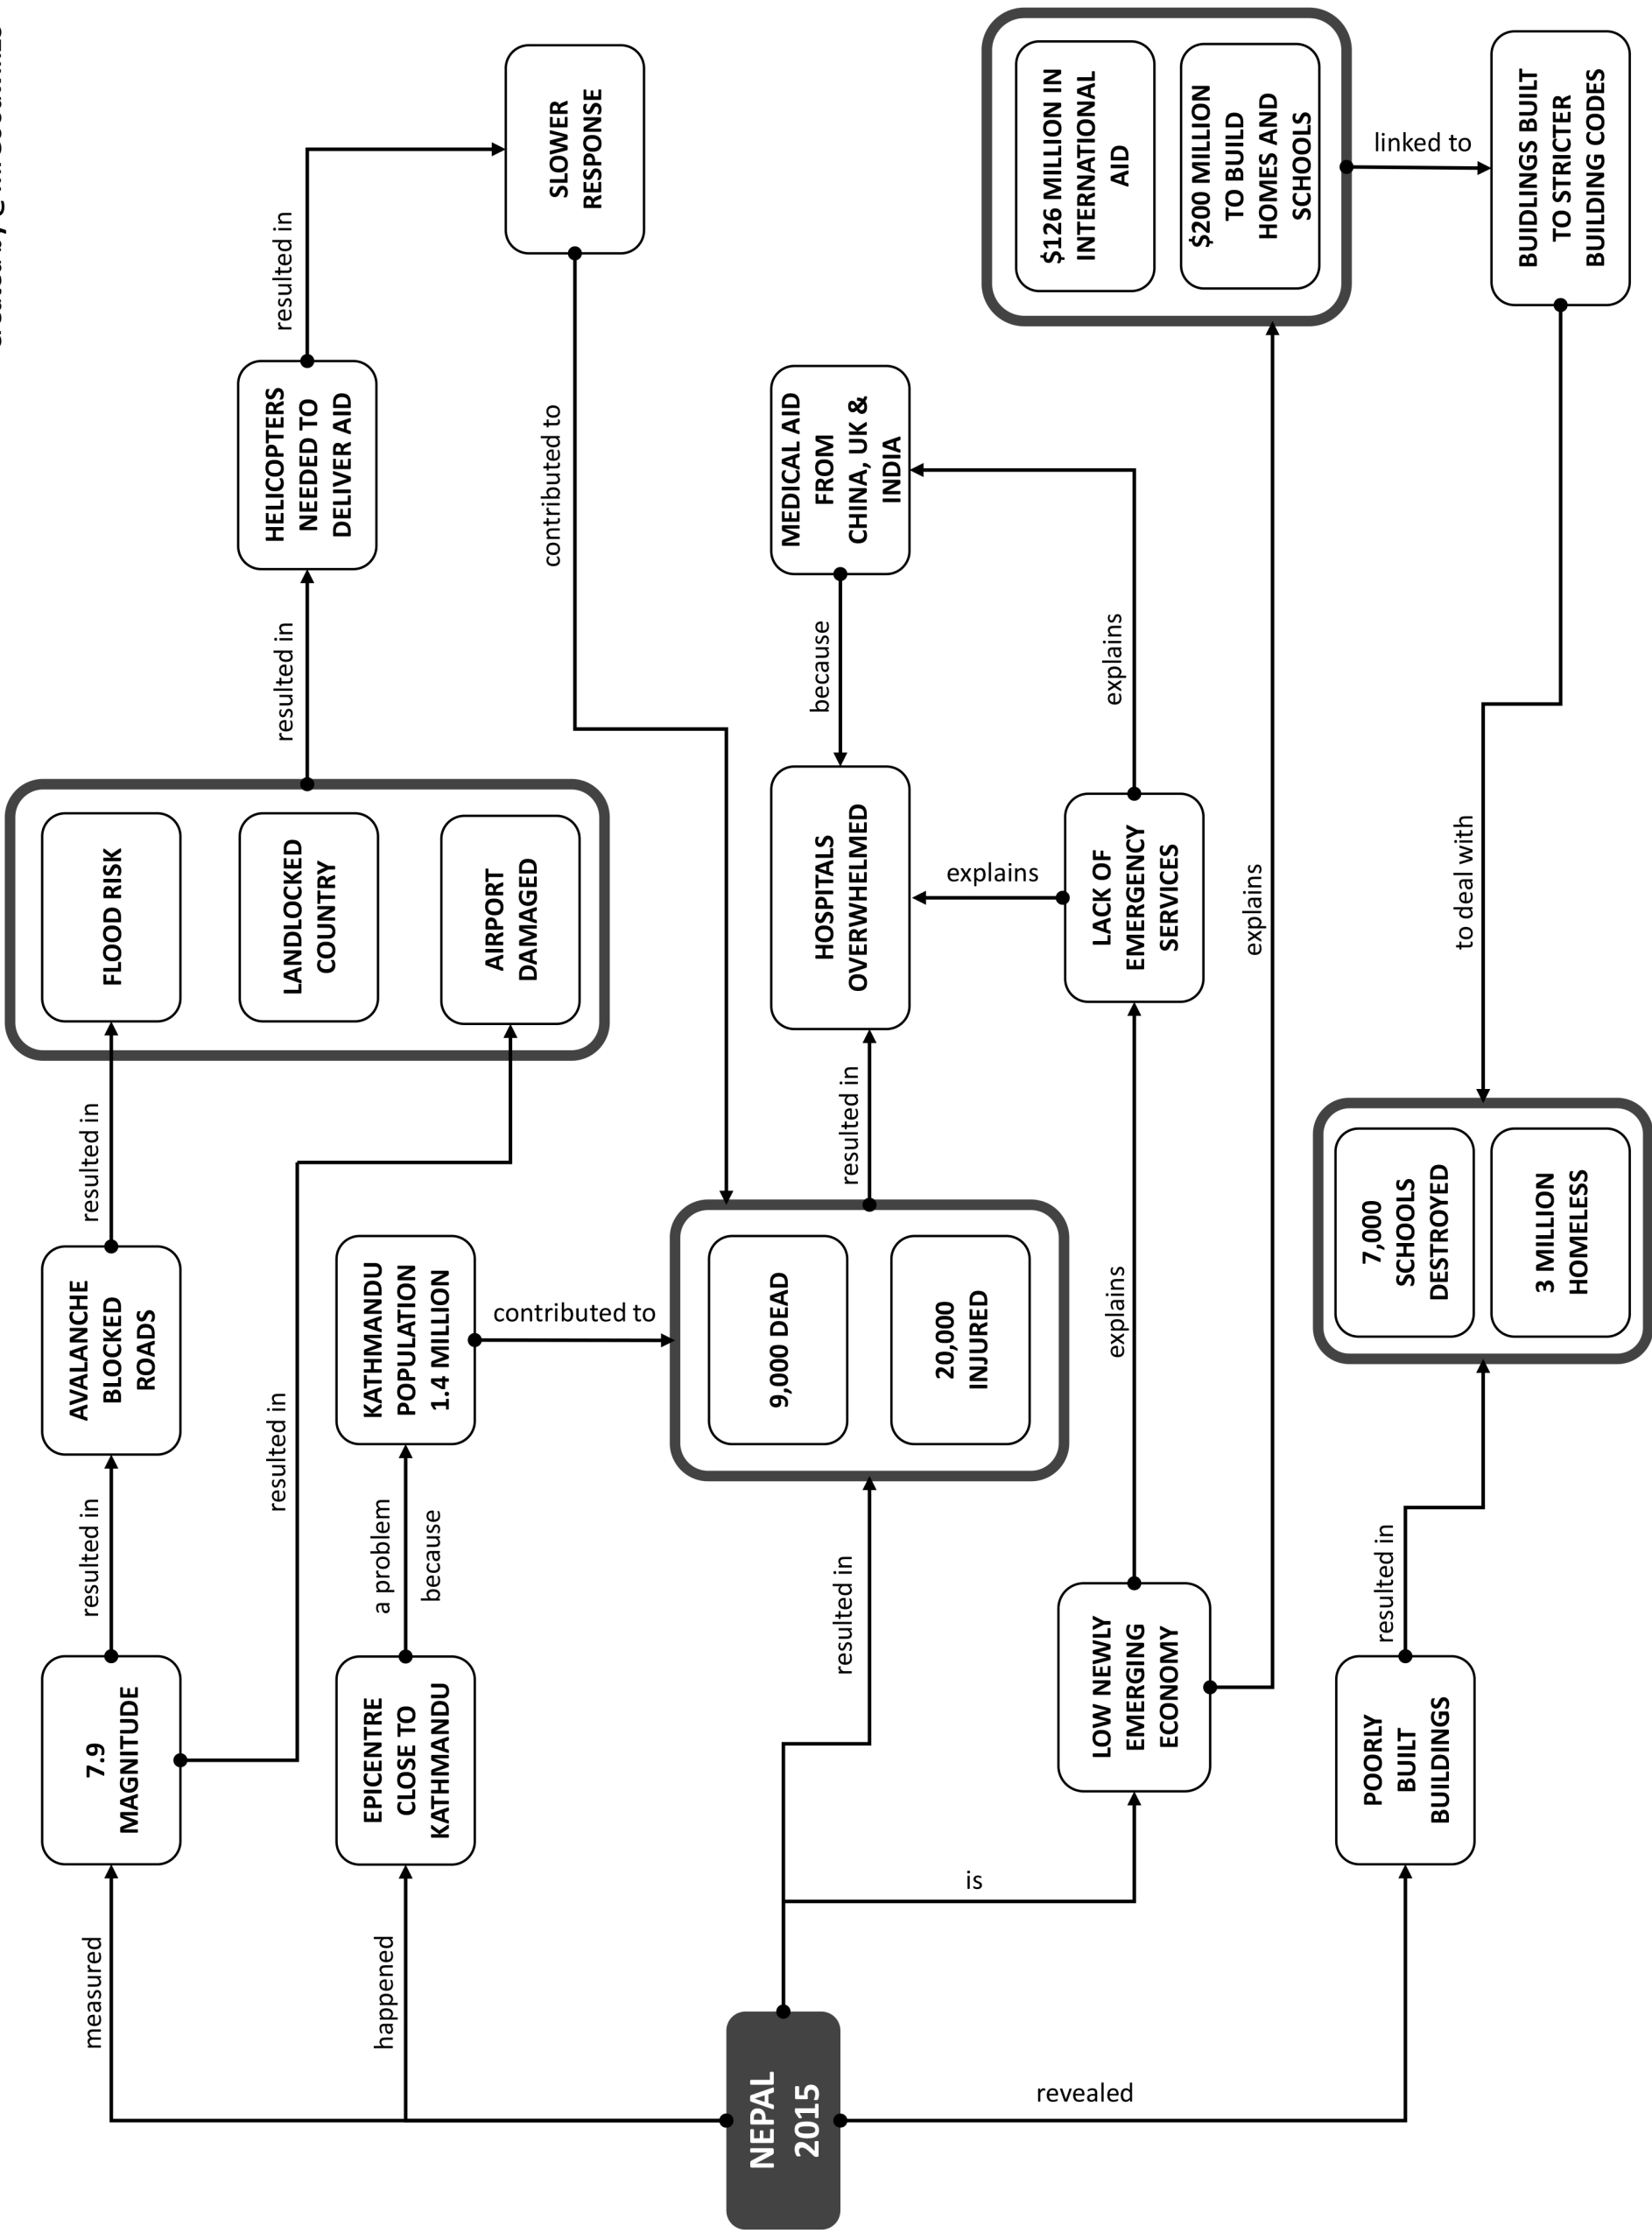 NEPAL
2015
measured
7.9
MAGNITUDE
resulted in
AVALANCHE
BLOCKED
ROADS
resulted in
FLOOD RISK
LANDLOCKED
COUNTRY
AIRPORT
DAMAGED
resulted in
resulted in
HELICOPTERS
NEEDED TO
DELIVER AID
resulted in
SLOWER
RESPONSE
contributed to
happened
EPICENTRE
CLOSE TO
KATHMANDU
a problem
because
KATHMANDU
POPULATION
1.4 MILLION
contributed to
resulted in
9,000 DEAD
20,000
INJURED
resulted in
HOSPITALS
OVERWHELMED
because
MEDICAL AID
FROM
CHINA, UK &
INDIA
is
LOW NEWLY
EMERGING
ECONOMY
explains
LACK OF
EMERGENCY
SERVICES
explains
explains
explains
$126 MILLION IN
INTERNATIONAL
AID
$200 MILLION
TO BUILD
HOMES AND
SCHOOLS
linked to
BUIDLINGS BUILT
TO STRICTER
BUILDING CODES
to deal with
revealed
POORLY
BUILT
BUILDINGS
resulted in
7,000
SCHOOLS
DESTROYED
3 MILLION
HOMELESS